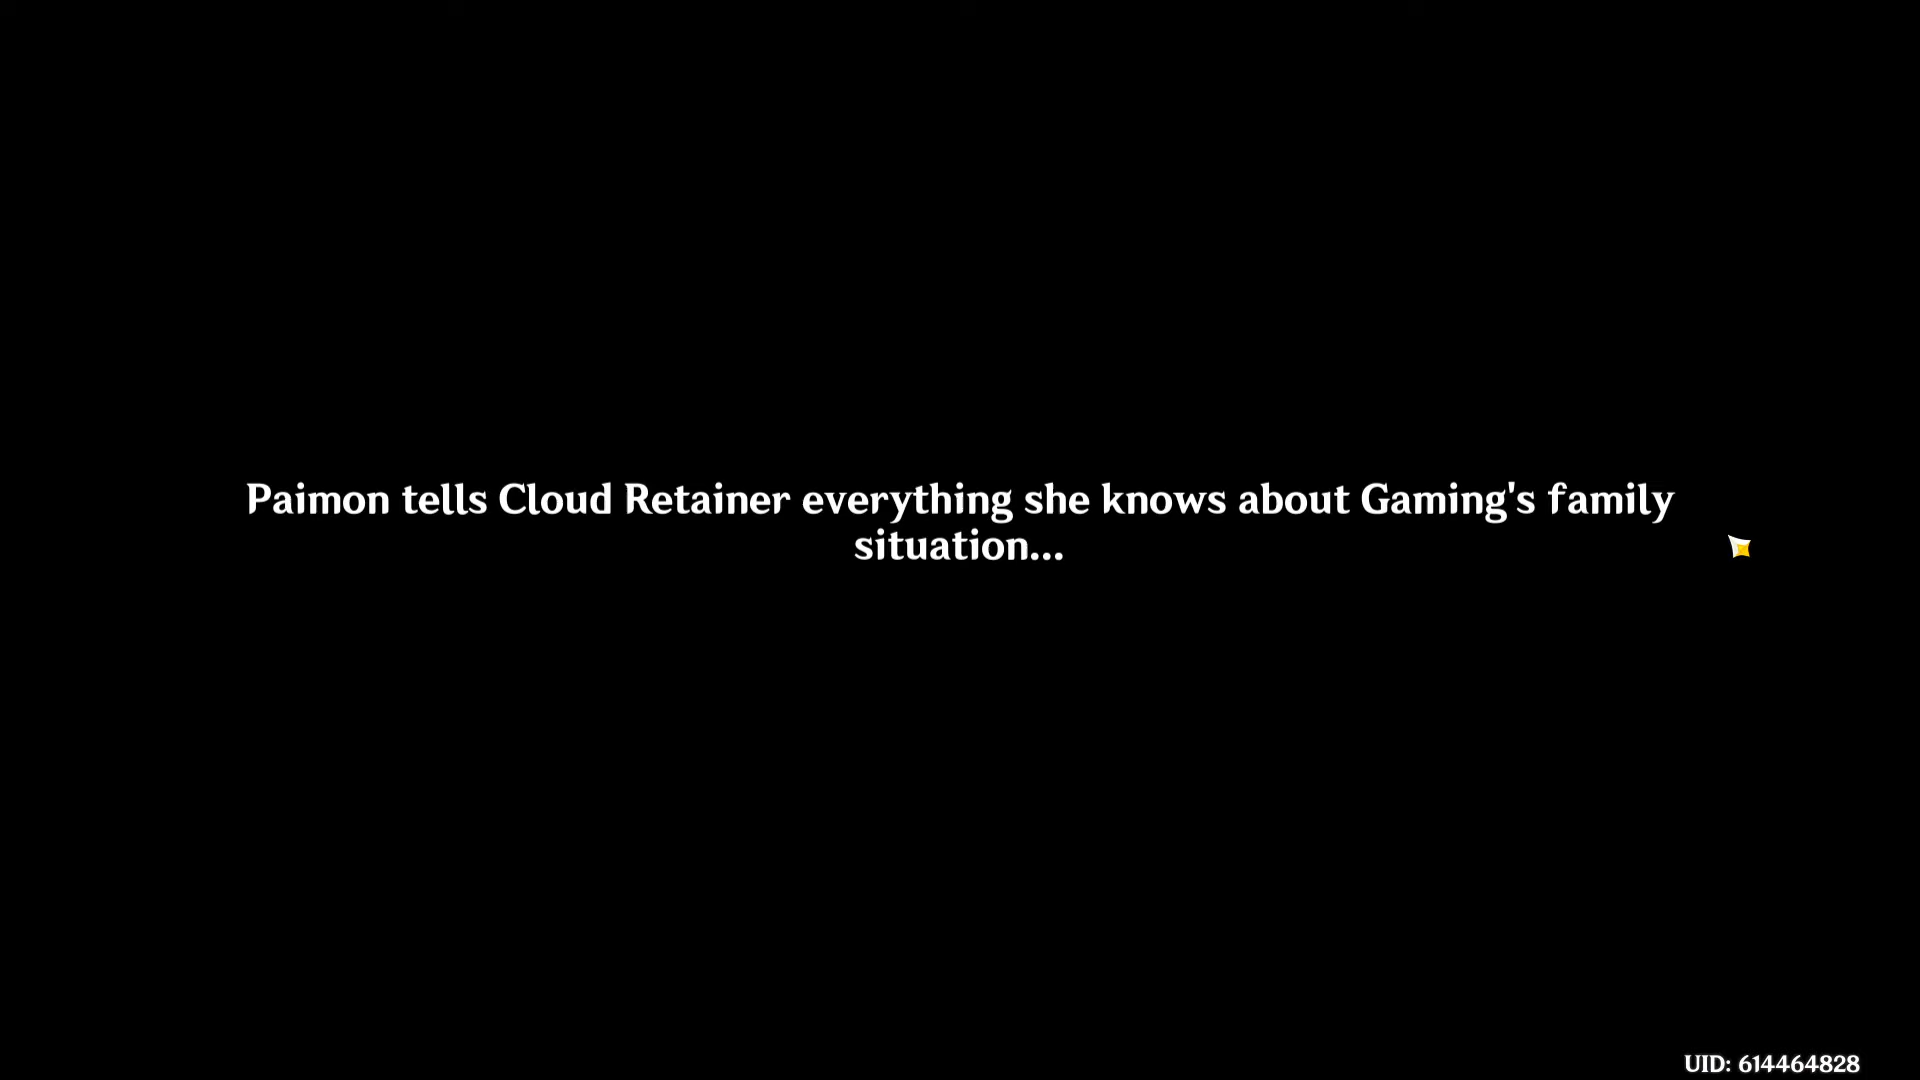 Paimon tells Cloud Retainer everything she knows about Gaming's family
situation...
UID: 614464828